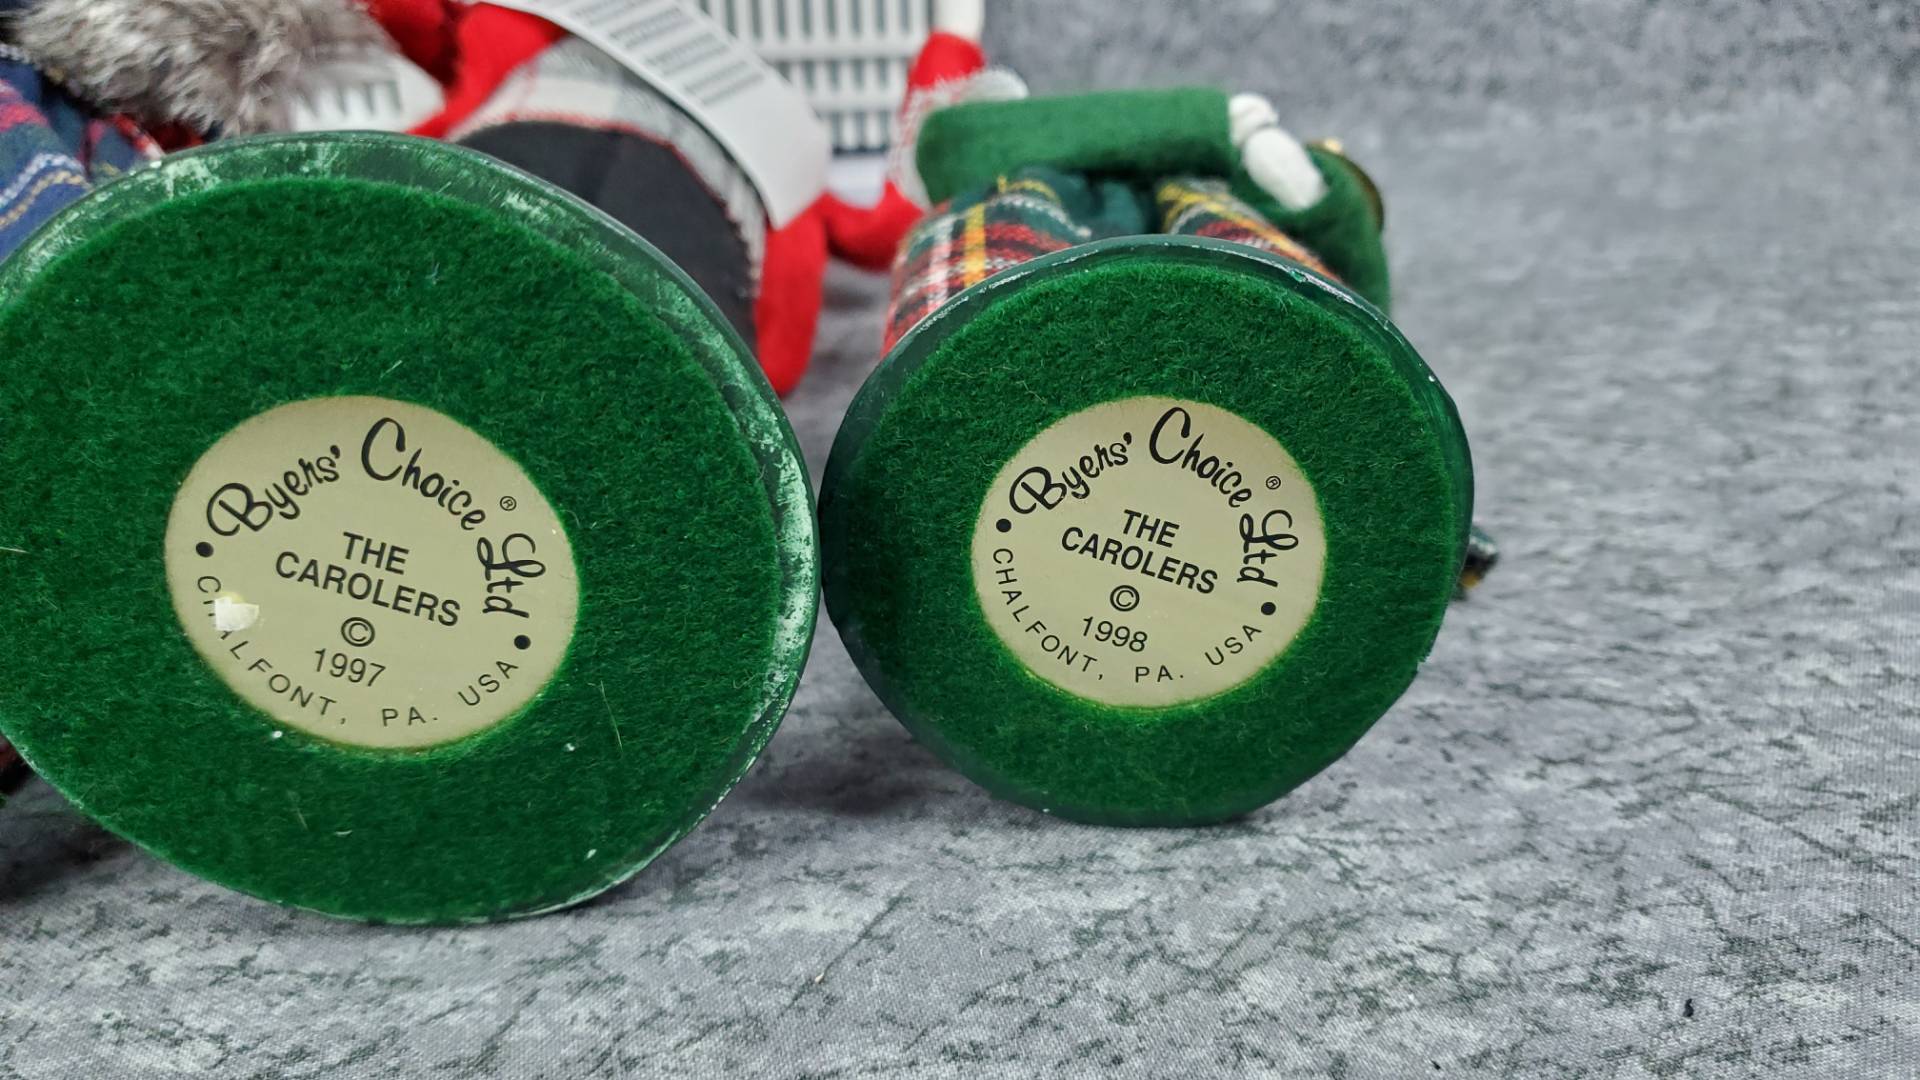 Byers' Choice ® Ltd
THE
CAROLERS
©
1997
• CHALFONT, PA. USA •
Byers' Choice ® Ltd
THE
CAROLERS
©
1998
• CHALFONT, PA. USA •